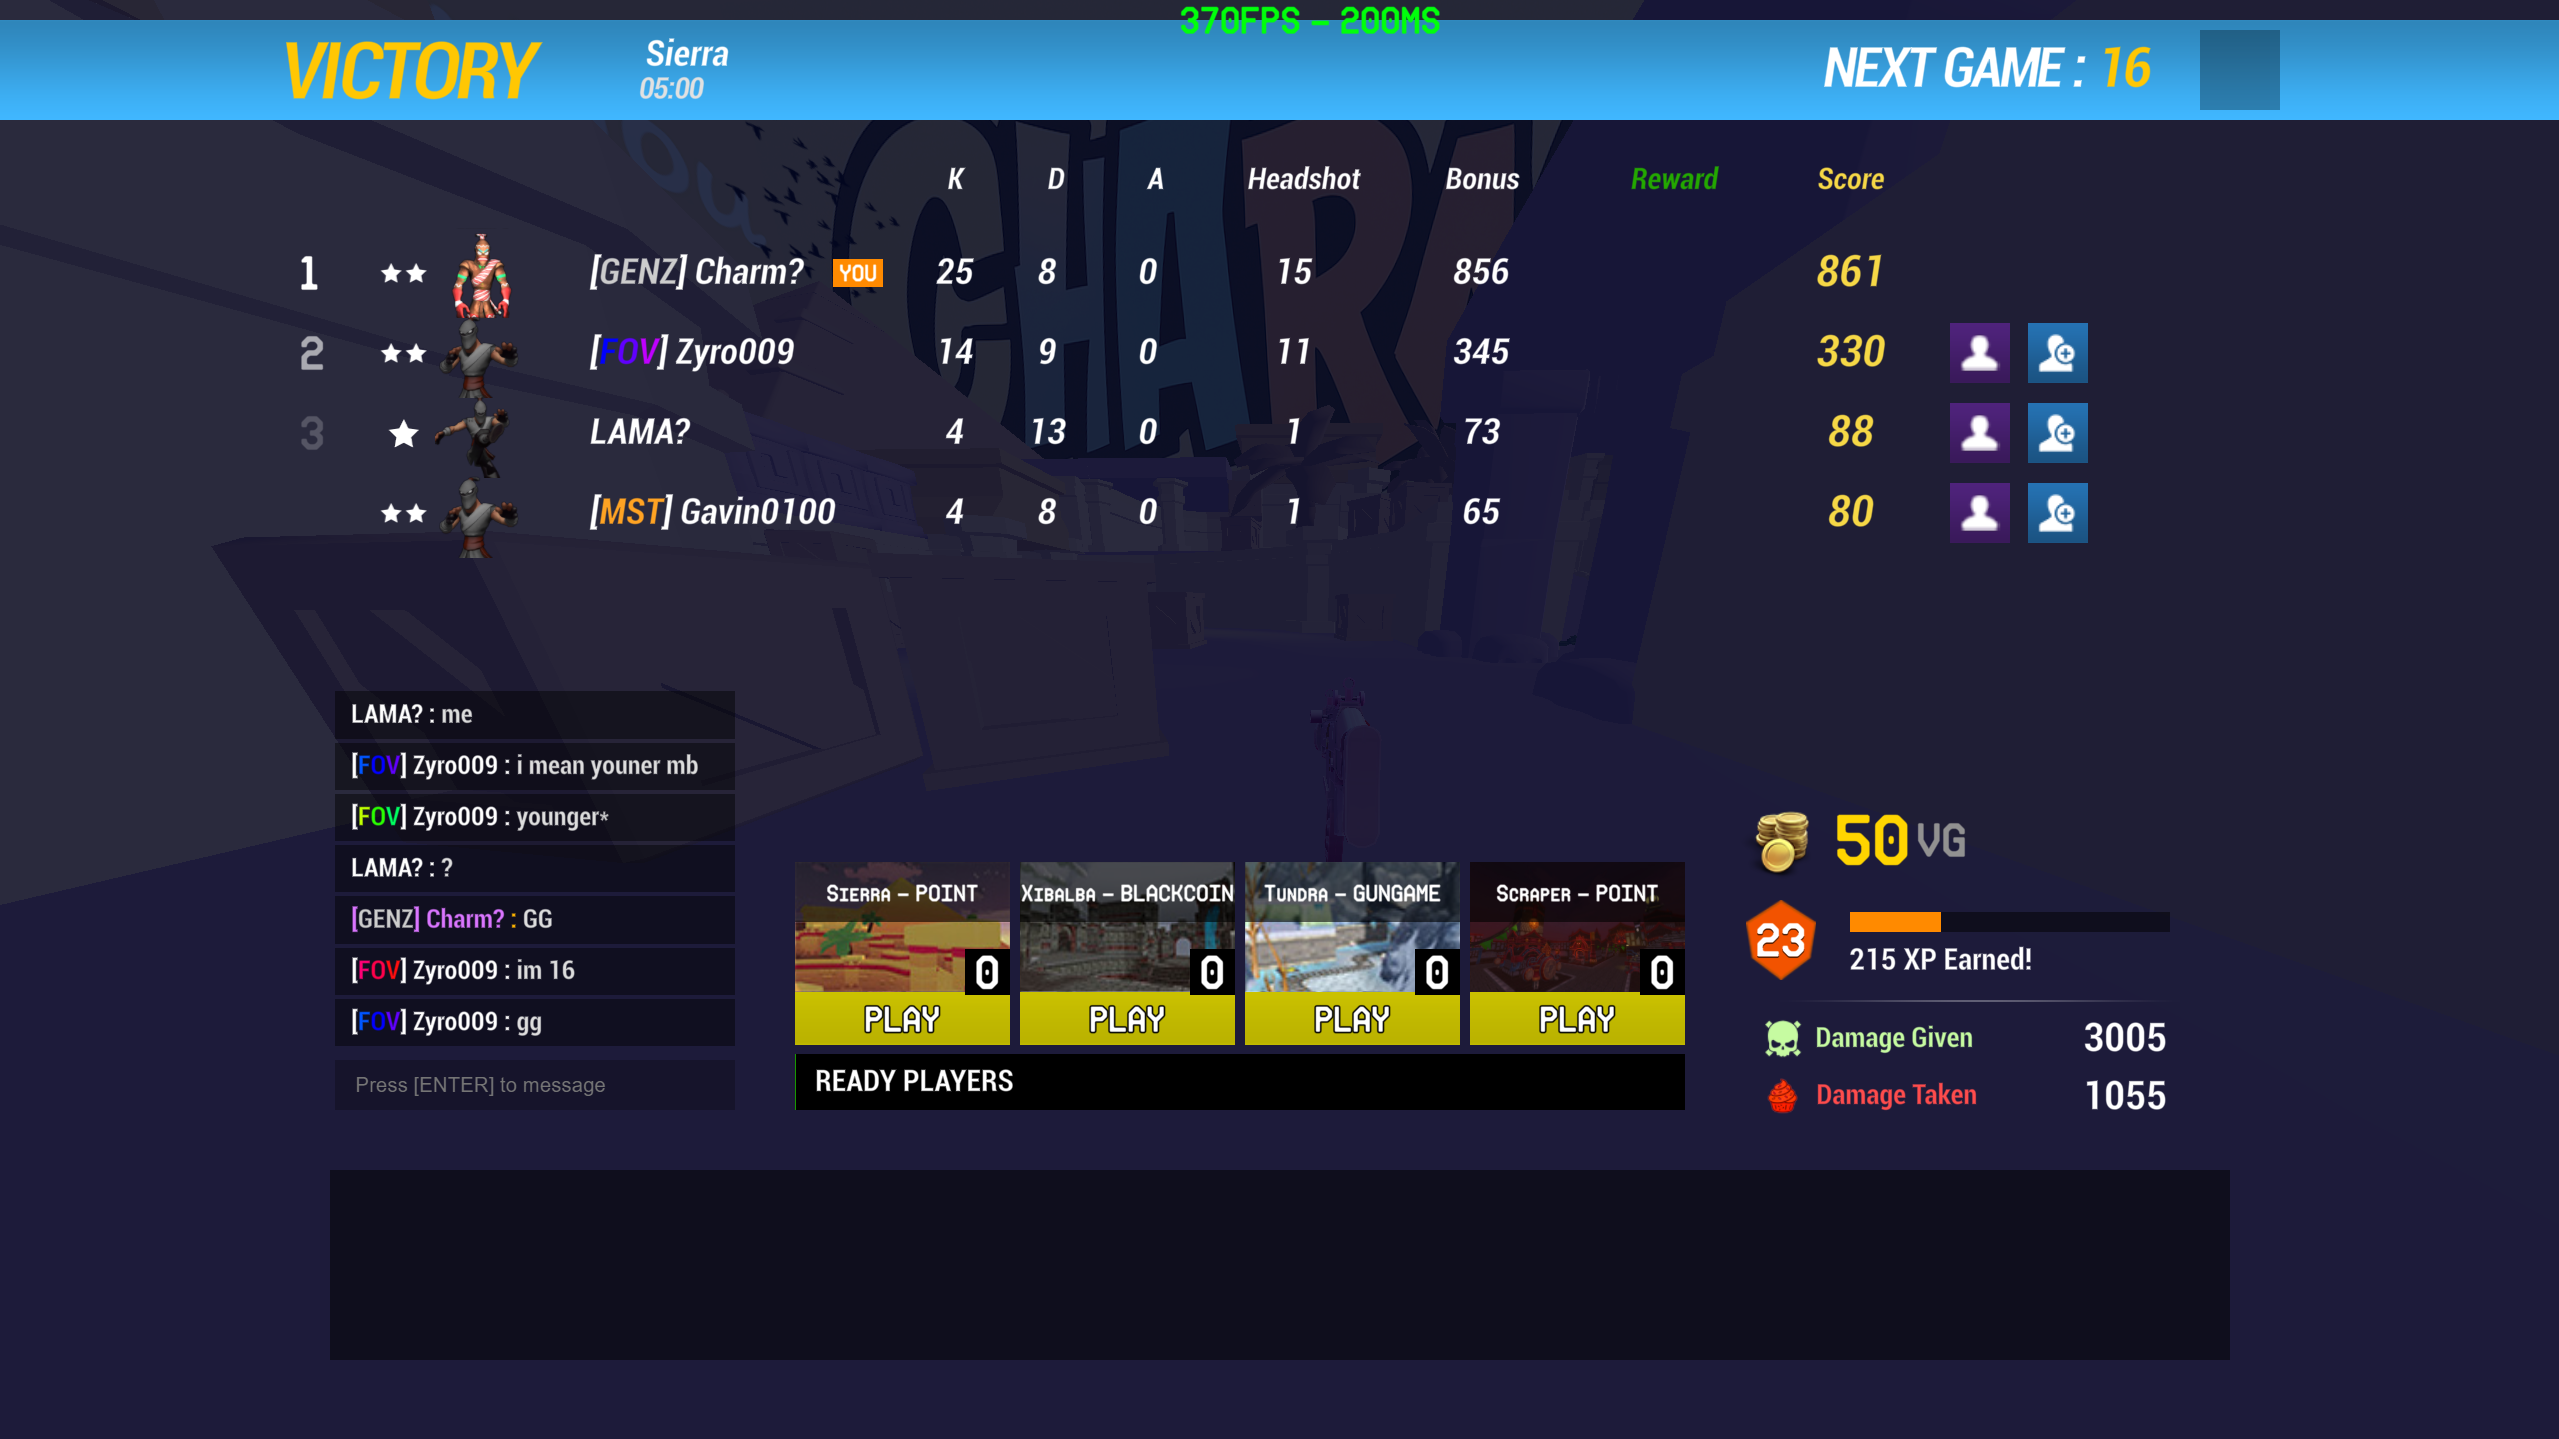 370FPS – 200MS
VICTORY
Sierra
05:00
NEXT GAME : 16
K D A Headshot Bonus Reward Score
1 [GENZ] Charm? YOU 25 8 0 15 856 861
2 [FOV] Zyro009 14 9 0 11 345 330
3 LAMA? 4 13 0 1 73 88
[MST] Gavin0100 4 8 0 1 65 80
LAMA? : me
[FOV] Zyro009 : i mean youner mb
[FOV] Zyro009 : younger*
LAMA? : ?
[GENZ] Charm? : GG
[FOV] Zyro009 : im 16
[FOV] Zyro009 : gg
Press [ENTER] to message
Sierra – POINT
0
PLAY
Xibalba – BLACKCOIN
0
PLAY
Tundra – GUNGAME
0
PLAY
Scraper – POINT
0
PLAY
READY PLAYERS
50 VG
23
215 XP Earned!
Damage Given 3005
Damage Taken 1055